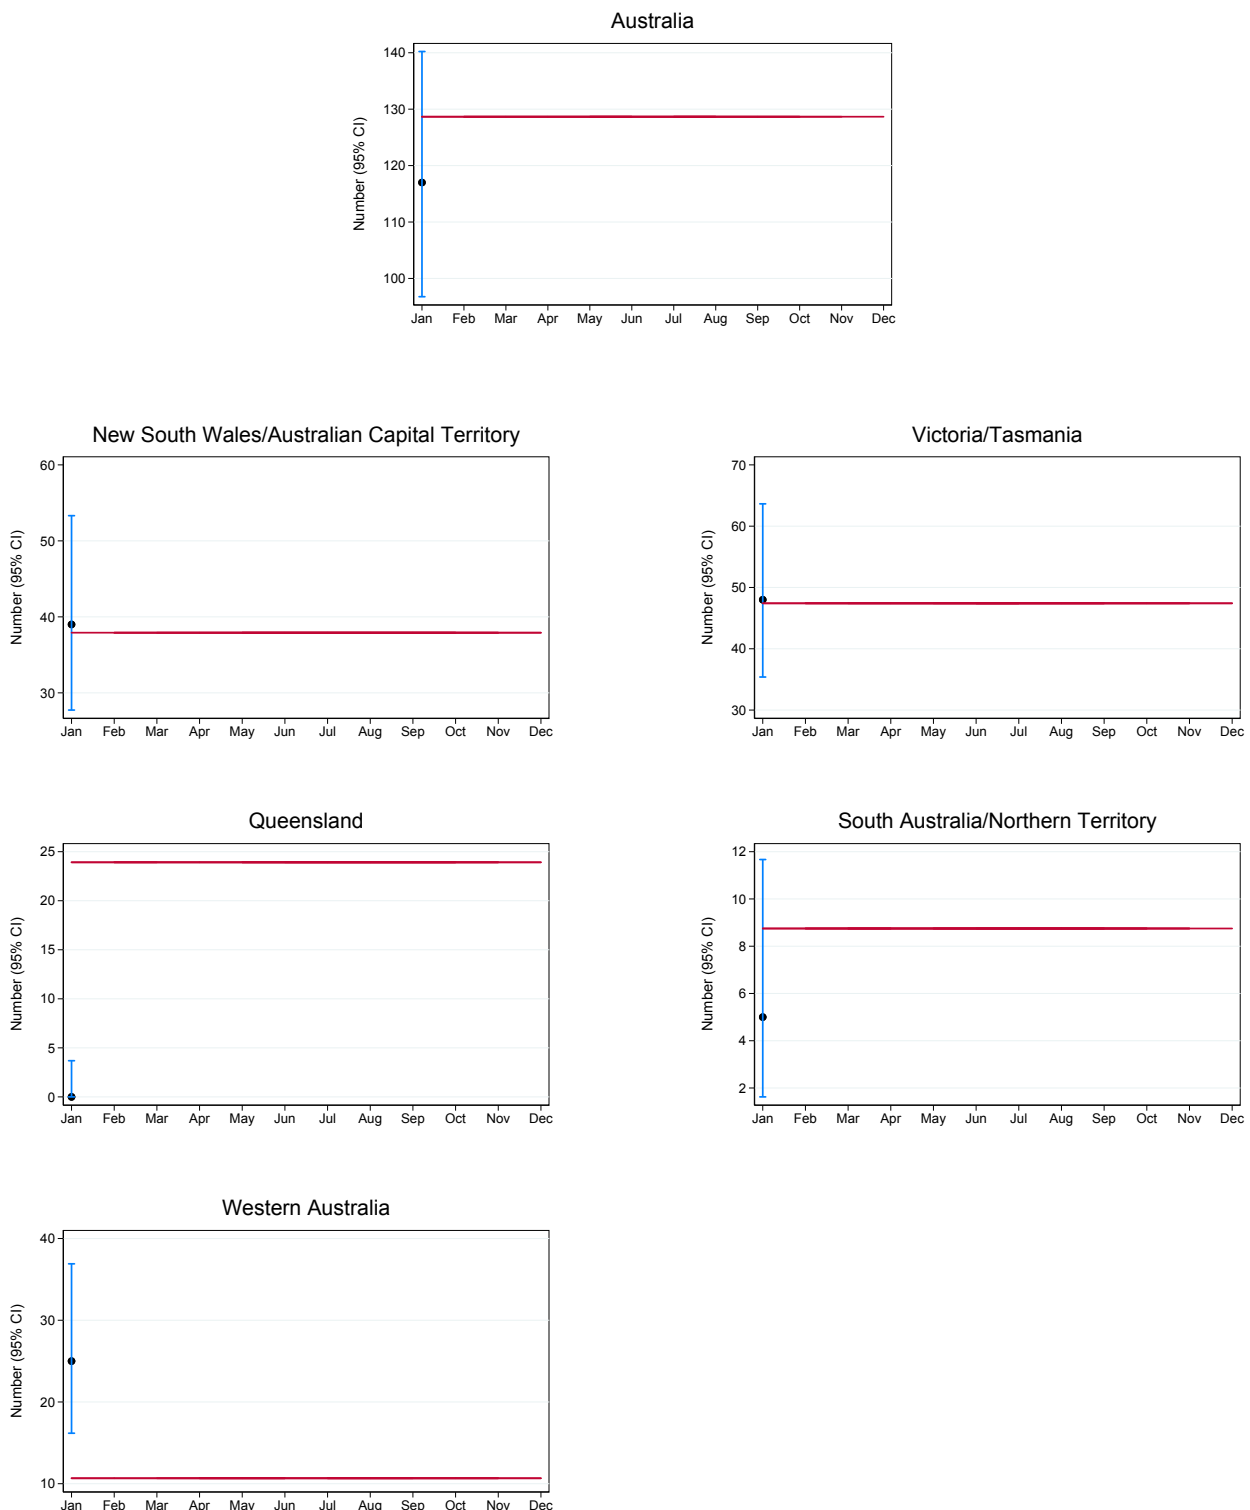 Australia
Number (95% CI)
140
130
120
110
100
Jan Feb Mar Apr May Jun Jul Aug Sep Oct Nov Dec
New South Wales/Australian Capital Territory
Number (95% CI)
60
50
40
30
Jan Feb Mar Apr May Jun Jul Aug Sep Oct Nov Dec
Victoria/Tasmania
Number (95% CI)
70
60
50
40
30
Jan Feb Mar Apr May Jun Jul Aug Sep Oct Nov Dec
Queensland
Number (95% CI)
25
20
15
10
5
0
Jan Feb Mar Apr May Jun Jul Aug Sep Oct Nov Dec
South Australia/Northern Territory
Number (95% CI)
12
10
8
6
4
2
Jan Feb Mar Apr May Jun Jul Aug Sep Oct Nov Dec
Western Australia
Number (95% CI)
40
30
20
10
Jan Feb Mar Apr May Jun Jul Aug Sep Oct Nov Dec